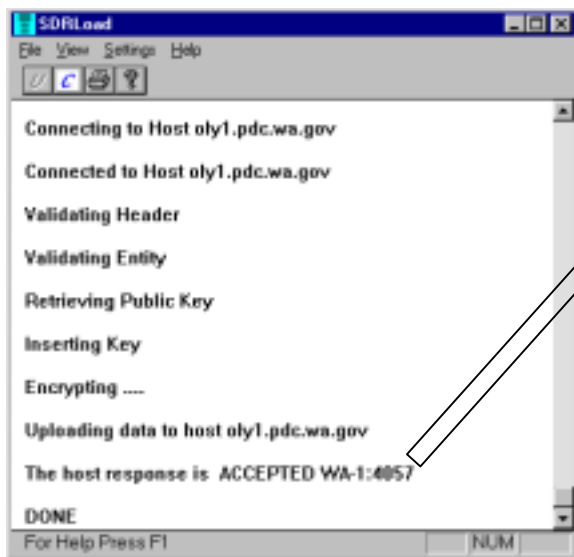 SDRLoad
File View Settings Help
U C ?
Connecting to Host oly1.pdc.wa.gov
Connected to Host oly1.pdc.wa.gov
Validating Header
Validating Entity
Retrieving Public Key
Inserting Key
Encrypting ....
Uploading data to host oly1.pdc.wa.gov
The host response is ACCEPTED WA-1:4057
DONE
For Help Press F1 NUM